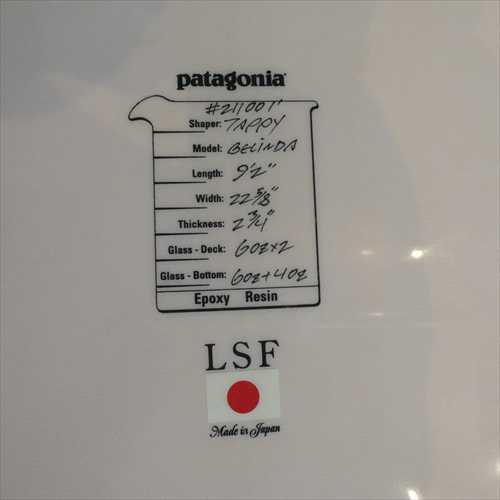 patagonia
#211001'
Shaper: TAPPY
Model: BELINDA
Length: 9'2"
Width: 22 5/8"
Thickness: 2 3/4"
Glass - Deck: 6oz×2
Glass - Bottom: 6oz+4oz
Epoxy Resin
LSF
Made in Japan